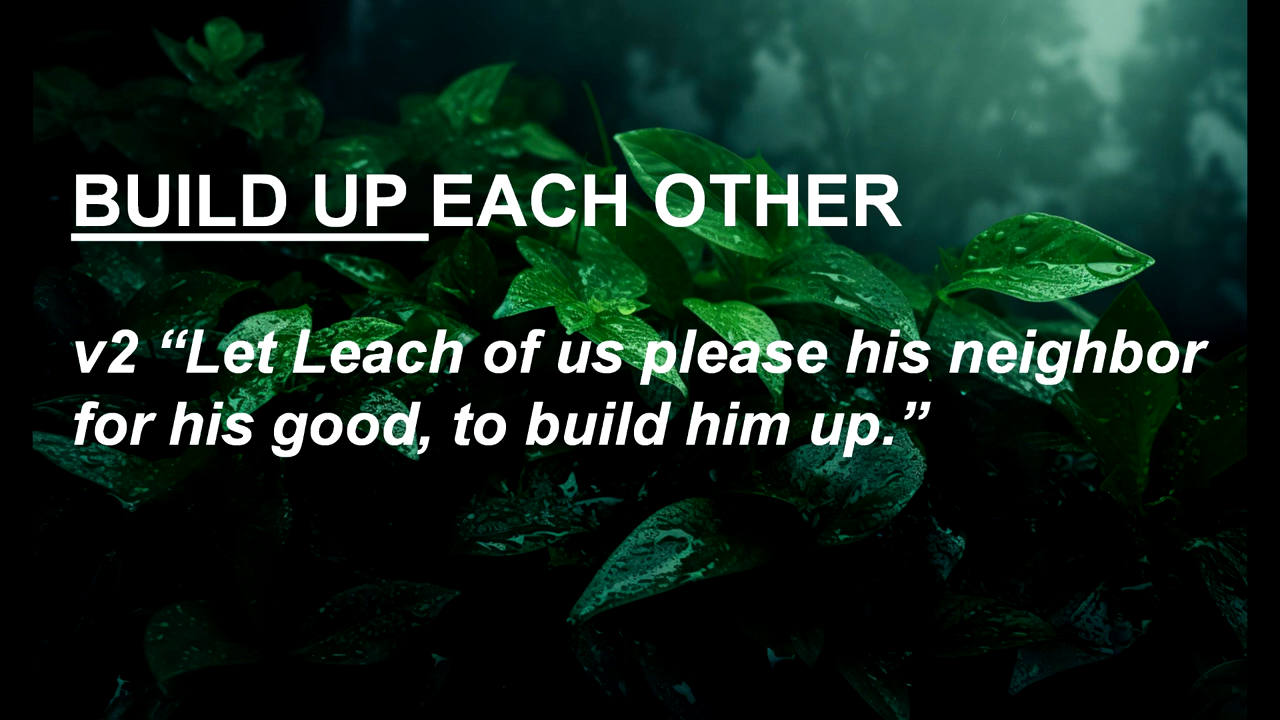 BUILD UP EACH OTHER
v2 “Let Leach of us please his neighbor
for his good, to build him up.”